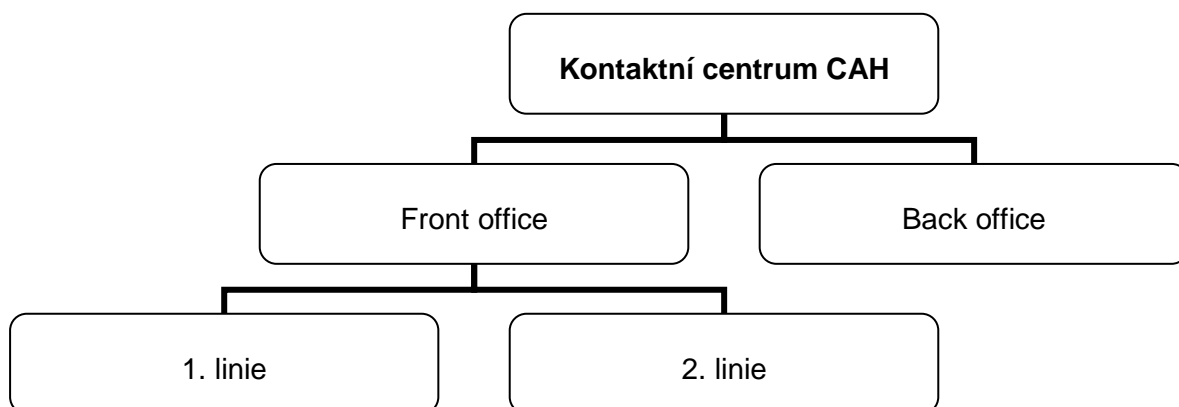 Kontaktní centrum CAH
Front office
Back office
1. linie
2. linie